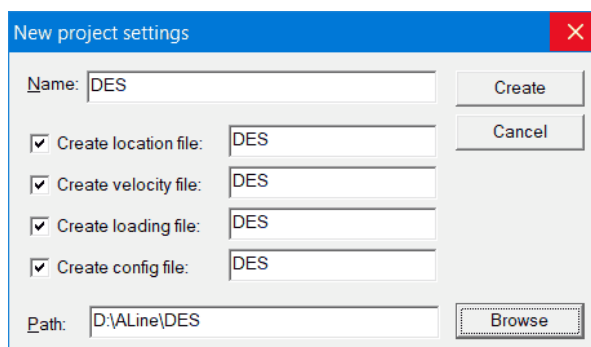 New project settings
Name: DES
Create
Cancel
Create location file: DES
Create velocity file: DES
Create loading file: DES
Create config file: DES
Path: D:\ALine\DES
Browse